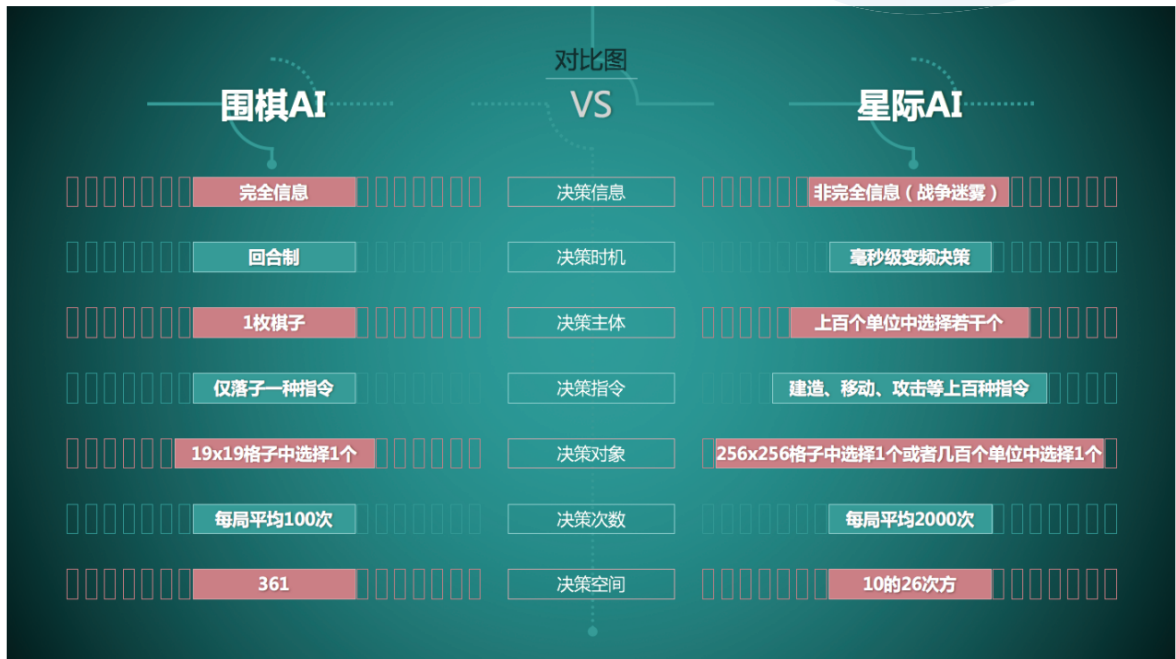 对比图
围棋AI VS 星际AI
完全信息 决策信息 非完全信息（战争迷雾）
回合制 决策时机 毫秒级变频决策
1枚棋子 决策主体 上百个单位中选择若干个
仅落子一种指令 决策指令 建造、移动、攻击等上百种指令
19x19格子中选择1个 决策对象 256x256格子中选择1个或者几百个单位中选择1个
每局平均100次 决策次数 每局平均2000次
361 决策空间 10的26次方